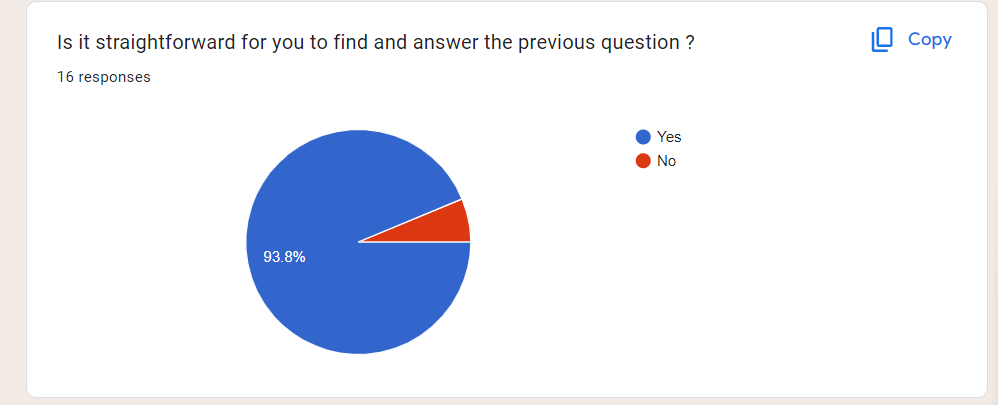 Is it straightforward for you to find and answer the previous question ?
Copy
16 responses
Yes
No
93.8%